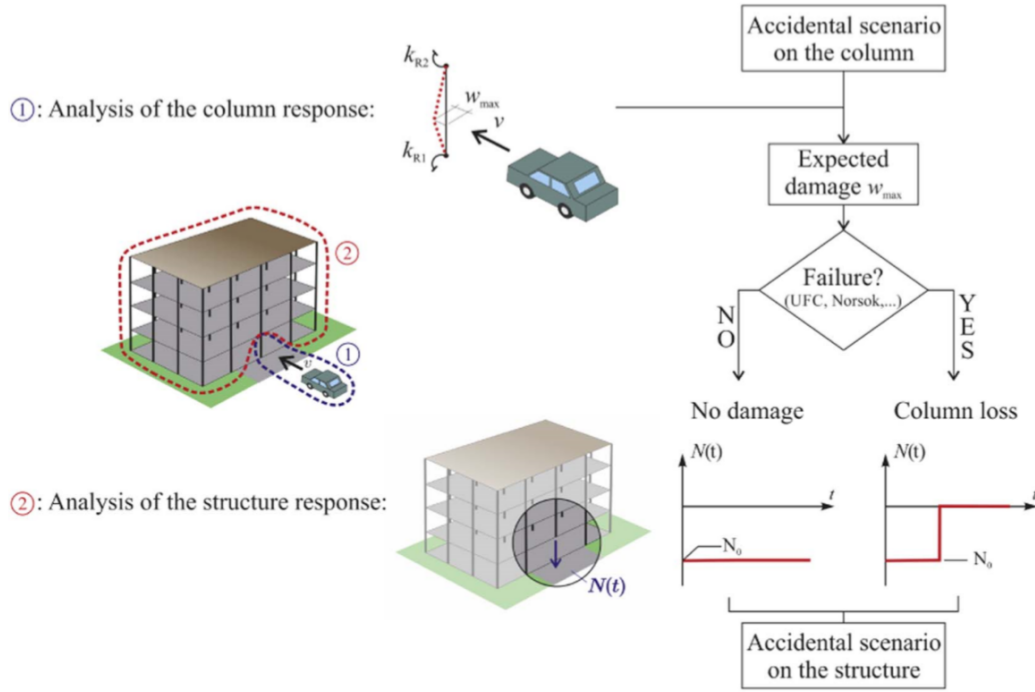 Accidental scenario
on the column
k_R2
①: Analysis of the column response:
w_max
v
k_R1
Expected
damage w_max
②
Failure?
(UFC, Norsok,...)
NO
YES
①
v
No damage
Column loss
N(t)
N(t)
②: Analysis of the structure response:
t
t
N₀
N₀
N(t)
Accidental scenario
on the structure